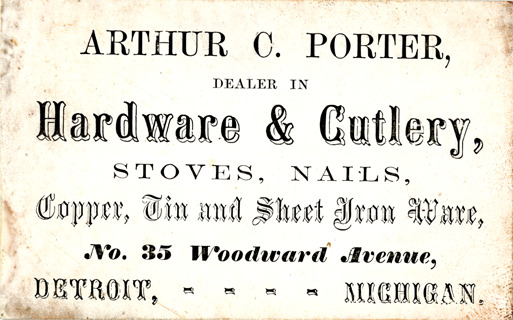 ARTHUR C. PORTER,
DEALER IN
Hardware & Cutlery,
STOVES, NAILS,
Copper, Tin and Sheet Iron Ware,
No. 35 Woodward Avenue,
DETROIT, - - - - MICHIGAN.